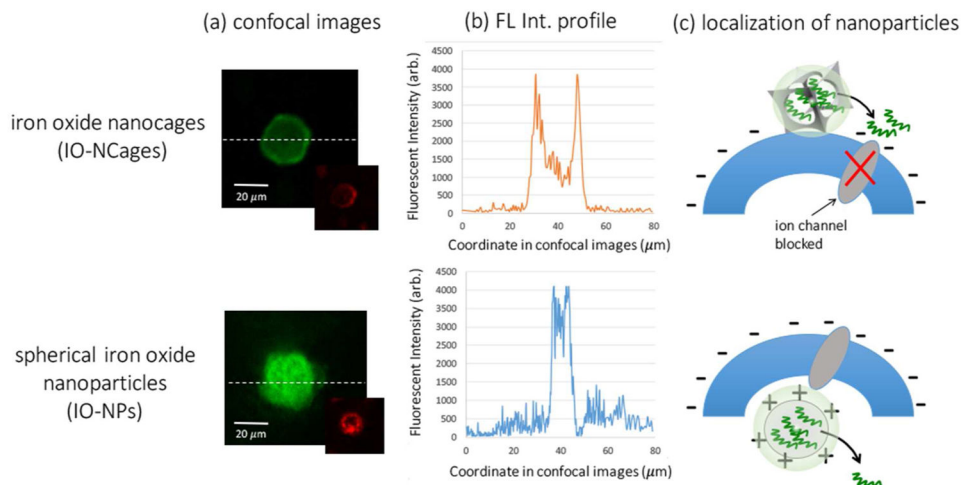 (a) confocal images
(b) FL Int. profile
(c) localization of nanoparticles
iron oxide nanocages
(IO-NCages)
20 μm
Fluorescent Intensity (arb.)
4500
4000
3500
3000
2500
2000
1500
1000
500
0
0 20 40 60 80
Coordinate in confocal images (μm)
ion channel
blocked
spherical iron oxide
nanoparticles
(IO-NPs)
20 μm
Fluorescent Intensity (arb.)
4500
4000
3500
3000
2500
2000
1500
1000
500
0
0 20 40 60 80
Coordinate in confocal images (μm)